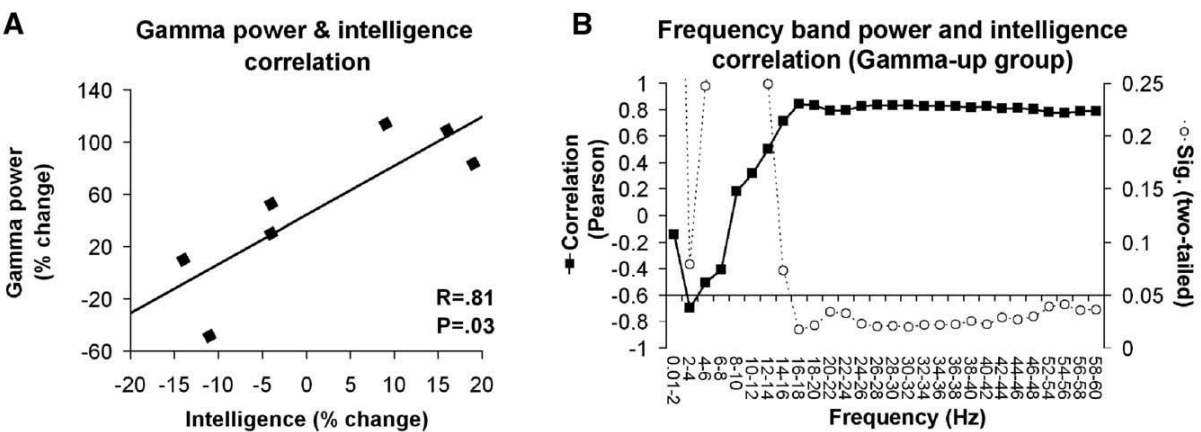 A
Gamma power & intelligence
correlation
Gamma power
(% change)
140
100
60
20
-20
-60
R=.81
P=.03
-20 -15 -10 -5 0 5 10 15 20
Intelligence (% change)
B
Frequency band power and intelligence
correlation (Gamma-up group)
Correlation
(Pearson)
1
0.8
0.6
0.4
0.2
0
-0.2
-0.4
-0.6
-0.8
-1
0.25
0.2
0.15
0.1
0.05
0
Sig. (two-tailed)
0.01-2 2-4 4-6 6-8 8-10 10-12 12-14 14-16 16-18 18-20 20-22 22-24 24-26 26-28 28-30 30-32 32-34 34-36 36-38 38-40 40-42 42-44 44-46 46-48 52-54 54-56 56-58 58-60
Frequency (Hz)